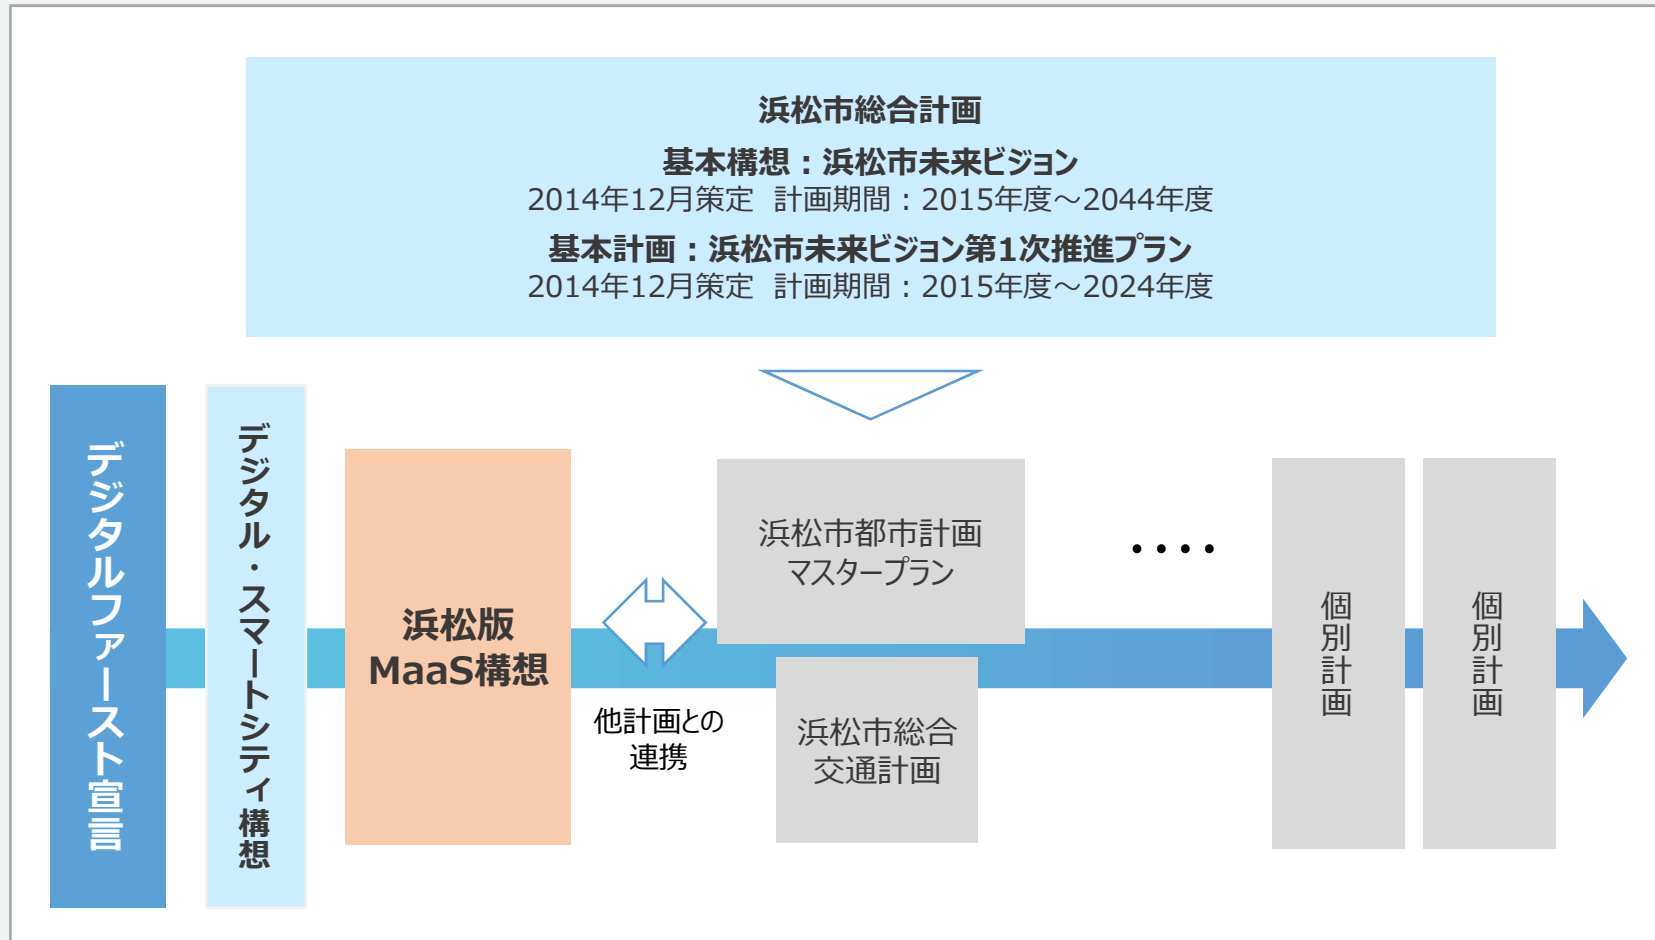 浜松市総合計画
基本構想：浜松市未来ビジョン
2014年12月策定 計画期間：2015年度～2044年度
基本計画：浜松市未来ビジョン第1次推進プラン
2014年12月策定 計画期間：2015年度～2024年度
デジタルファースト宣言
デジタル・スマートシティ構想
浜松版
MaaS構想
他計画との
連携
浜松市都市計画
マスタープラン
浜松市総合
交通計画
・・・・
個別計画
個別計画